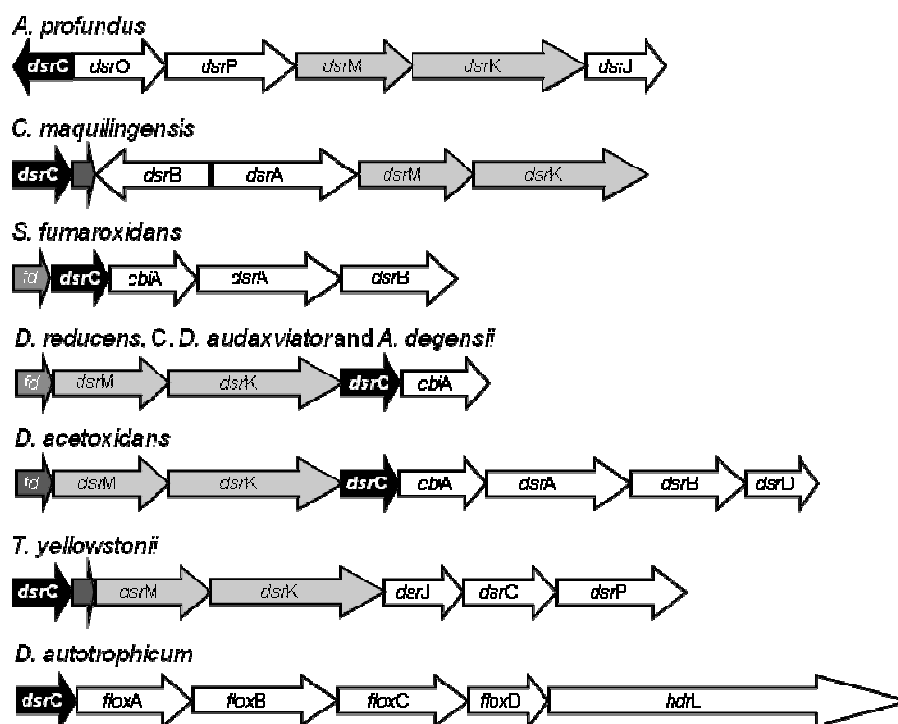 A. profundus
dsrC dsrO dsrP dsrM dsrK dsrJ
C. maquilingensis
dsrC dsrB dsrA dsrM dsrK
S. fumaroxidans
fd dsrC cbiA dsrA dsrB
D. reducens, C. D. audaxviator and A. degensii
fd dsrM dsrK dsrC cbiA
D. acetoxidans
fd dsrM dsrK dsrC cbiA dsrA dsrB dsrD
T. yellowstonii
dsrC dsrM dsrK dsrJ dsrC dsrP
D. autotrophicum
dsrC floxA floxB floxC floxD hdrL